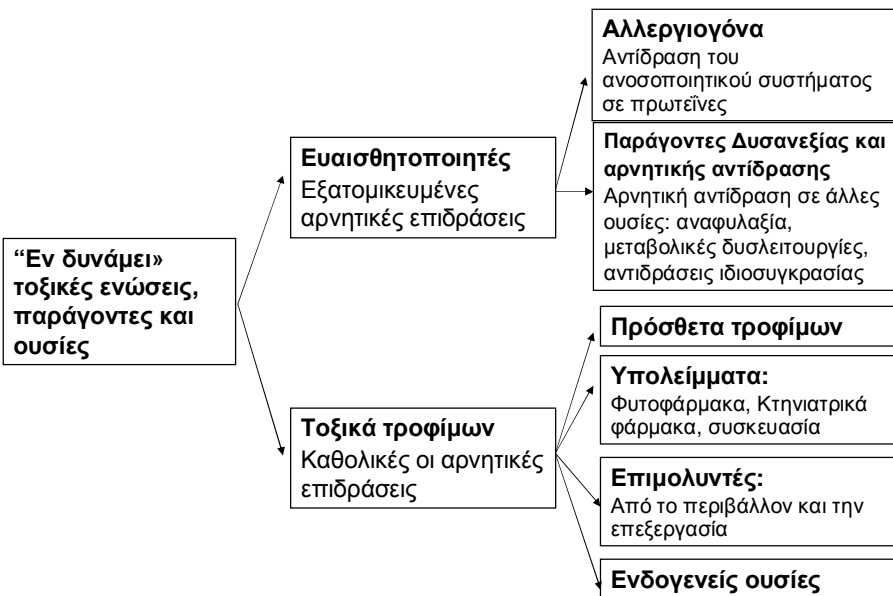 “Εν δυνάμει»
τοξικές ενώσεις,
παράγοντες και
ουσίες
Ευαισθητοποιητές
Εξατομικευμένες
αρνητικές επιδράσεις
Αλλεργιογόνα
Αντίδραση του
ανοσοποιητικού συστήματος
σε πρωτεΐνες
Παράγοντες Δυσανεξίας και
αρνητικής αντίδρασης
Αρνητική αντίδραση σε άλλες
ουσίες: αναφυλαξία,
μεταβολικές δυσλειτουργίες,
αντιδράσεις ιδιοσυγκρασίας
Τοξικά τροφίμων
Καθολικές οι αρνητικές
επιδράσεις
Πρόσθετα τροφίμων
Υπολείμματα:
Φυτοφάρμακα, Κτηνιατρικά
φάρμακα, συσκευασία
Επιμολυντές:
Από το περιβάλλον και την
επεξεργασία
Ενδογενείς ουσίες